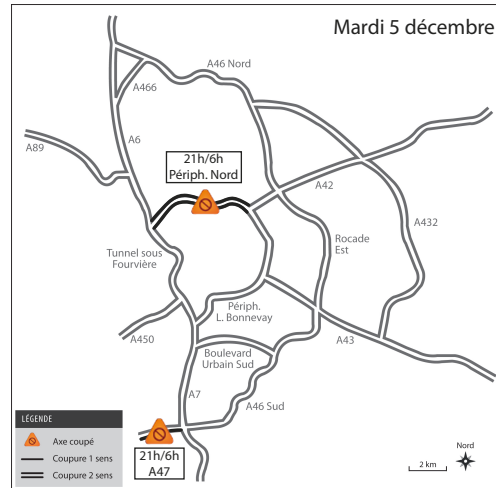 Mardi 5 décembre
A46 Nord
A466
A6
A89
21h/6h
Périph. Nord
A42
A432
Tunnel sous
Fourvière
Rocade
Est
Périph.
L. Bonnevay
A450
A43
Boulevard
Urbain Sud
A7
A46 Sud
LÉGENDE
Axe coupé
Coupure 1 sens
Coupure 2 sens
21h/6h
A47
Nord
2 km